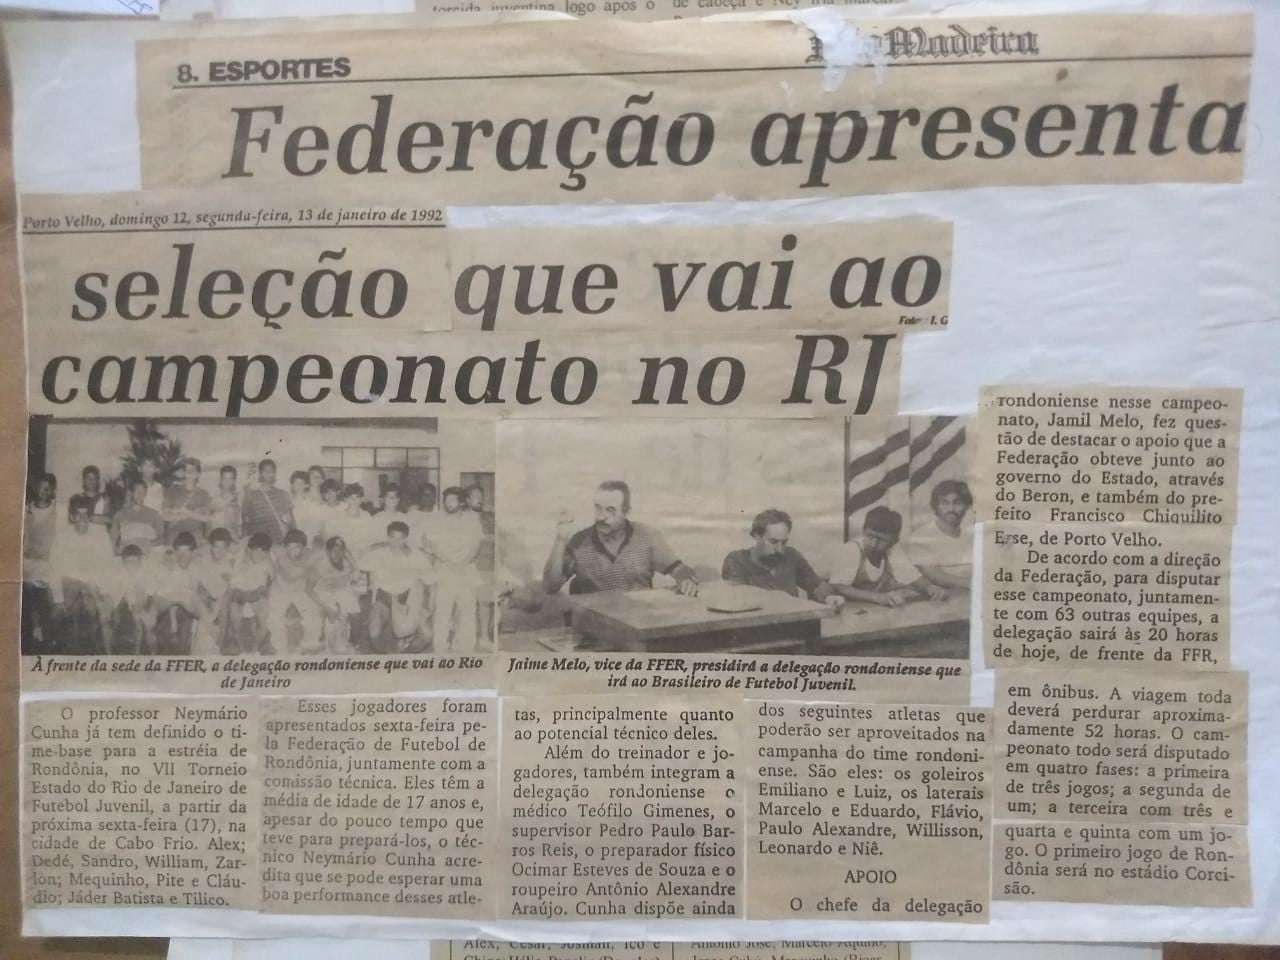 torcida juventina logo após o
8. ESPORTES
Madeira
Federação apresenta
Porto Velho, domingo 12, segunda-feira, 13 de janeiro de 1992
seleção que vai ao
Foto: I. G
campeonato no RJ
À frente da sede da FFER, a delegação rondoniense que vai ao Rio
de Janeiro
Jaime Melo, vice da FFER, presidirá a delegação rondoniense que
irá ao Brasileiro de Futebol Juvenil.
O professor Neymário
Cunha já tem definido o ti-
me-base para a estréia de
Rondônia, no VII Torneio
Estado do Rio de Janeiro de
Futebol Juvenil, a partir da
próxima sexta-feira (17), na
cidade de Cabo Frio. Alex;
Dedé, Sandro, William, Zar-
lon; Mequinho, Pite e Cláu-
dio; Jáder Batista e Tilico.
Esses jogadores foram
apresentados sexta-feira pe-
la Federação de Futebol de
Rondônia, juntamente com a
comissão técnica. Eles têm a
média de idade de 17 anos e,
apesar do pouco tempo que
teve para prepará-los, o téc-
nico Neymário Cunha acre-
dita que se pode esperar uma
boa performance desses atle-
tas, principalmente quanto
ao potencial técnico deles.
Além do treinador e jo-
gadores, também integram a
delegação rondoniense o
médico Teófilo Gimenes, o
supervisor Pedro Paulo Bar-
ros Reis, o preparador físico
Ocimar Esteves de Souza e o
roupeiro Antônio Alexandre
Araújo. Cunha dispõe ainda
dos seguintes atletas que
poderão ser aproveitados na
campanha do time rondoni-
ense. São eles: os goleiros
Emiliano e Luiz, os laterais
Marcelo e Eduardo, Flávio,
Paulo Alexandre, Willisson,
Leonardo e Niê.
APOIO
O chefe da delegação
rondoniense nesse campeo-
nato, Jamil Melo, fez ques-
tão de destacar o apoio que a
Federação obteve junto ao
governo do Estado, através
do Beron, e também do pre-
feito Francisco Chiquilito
Erse, de Porto Velho.
De acordo com a direção
da Federação, para disputar
esse campeonato, juntamen-
te com 63 outras equipes, a
delegação sairá às 20 horas
de hoje, de frente da FFR,
em ônibus. A viagem toda
deverá perdurar aproxima-
damente 52 horas. O cam-
peonato todo será disputado
em quatro fases: a primeira
de três jogos; a segunda de
um; a terceira com três e
quarta e quinta com um jo-
go. O primeiro jogo de Ron-
dônia será no estádio Corci-
são.